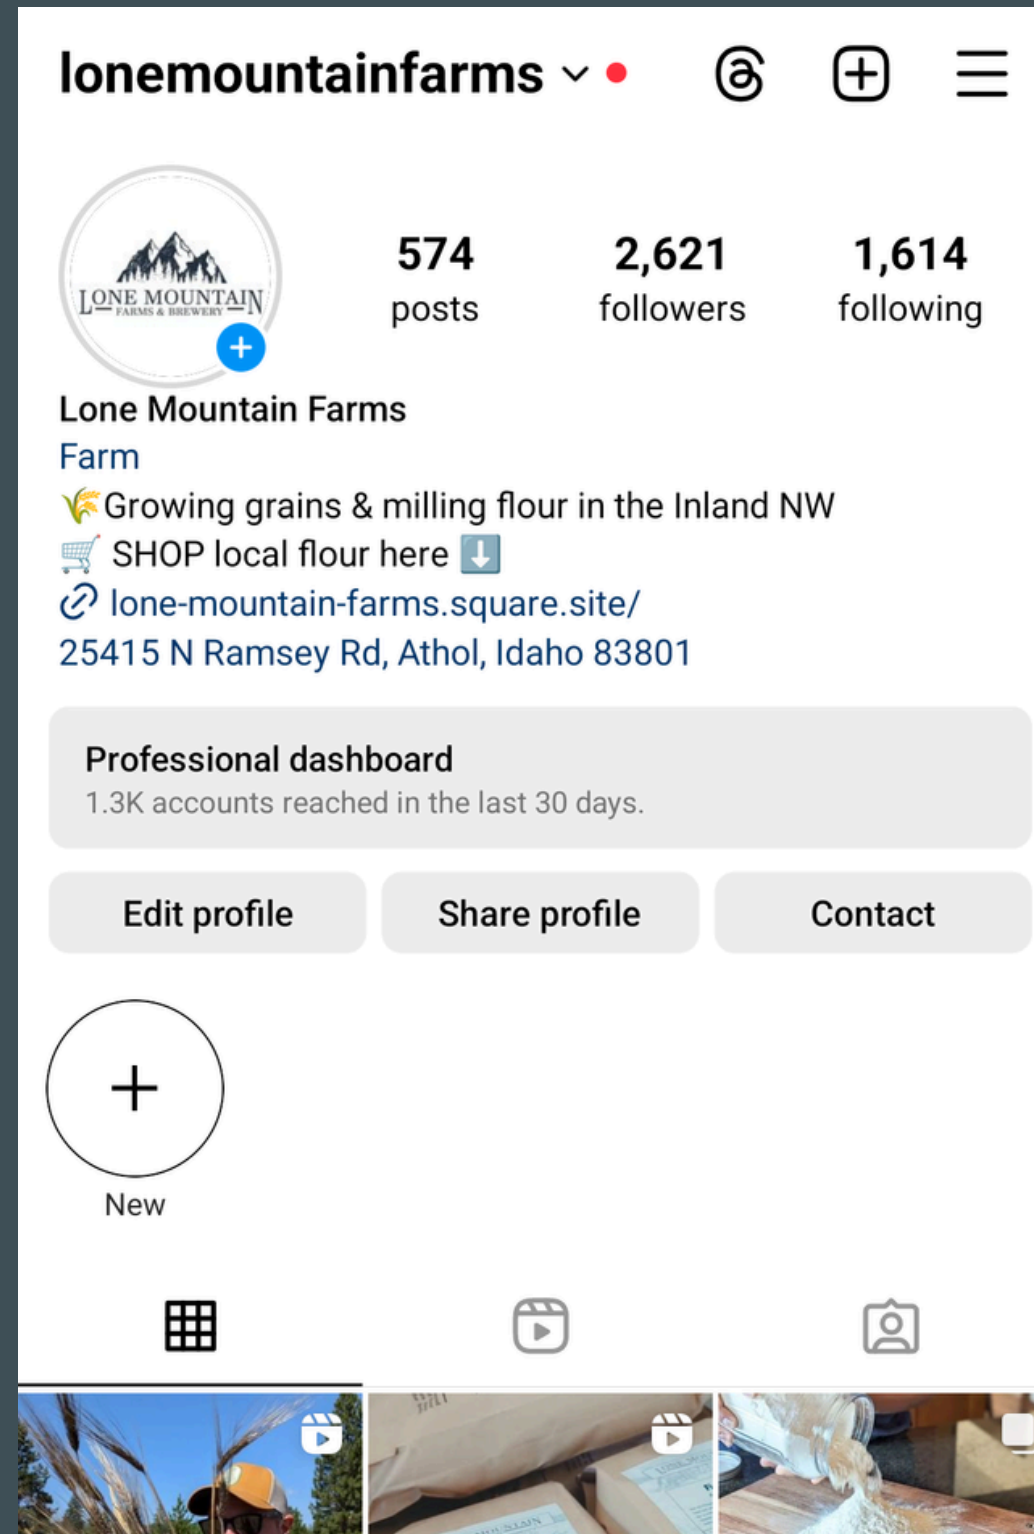 lonemountainfarms
LONE MOUNTAIN
FARMS & BREWERY
574
posts
2,621
followers
1,614
following
Lone Mountain Farms
Farm
🌾Growing grains & milling flour in the Inland NW
🛒 SHOP local flour here ⬇️
lone-mountain-farms.square.site/
25415 N Ramsey Rd, Athol, Idaho 83801
Professional dashboard
1.3K accounts reached in the last 30 days.
Edit profile
Share profile
Contact
New